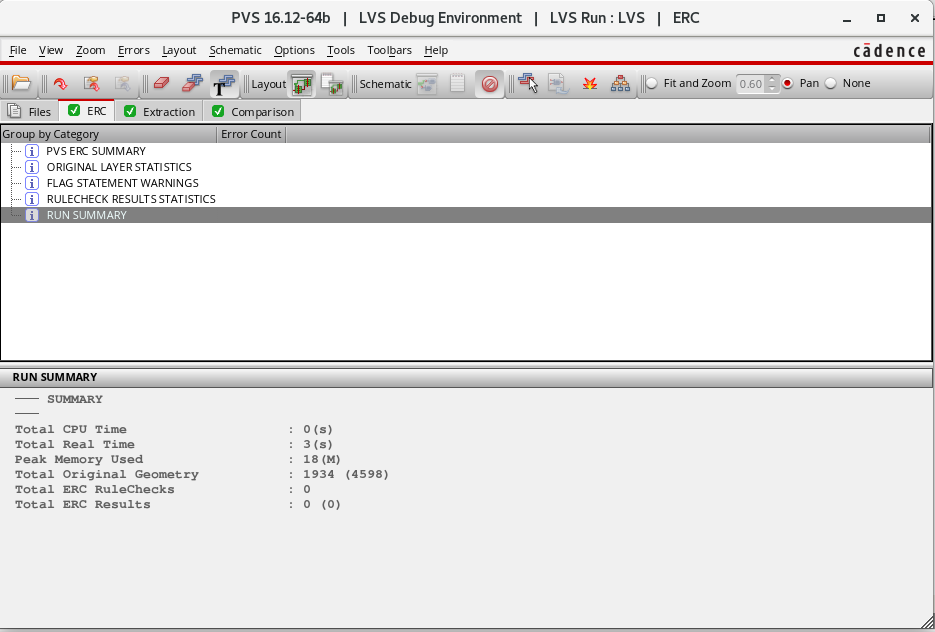 PVS 16.12-64b | LVS Debug Environment | LVS Run : LVS | ERC
File View Zoom Errors Layout Schematic Options Tools Toolbars Help
cādence
T Layout Schematic Fit and Zoom 0.60 Pan None
Files ERC Extraction Comparison
Group by Category Error Count
i PVS ERC SUMMARY
i ORIGINAL LAYER STATISTICS
i FLAG STATEMENT WARNINGS
i RULECHECK RESULTS STATISTICS
i RUN SUMMARY
RUN SUMMARY
SUMMARY
Total CPU Time : 0(s)
Total Real Time : 3(s)
Peak Memory Used : 18(M)
Total Original Geometry : 1934 (4598)
Total ERC RuleChecks : 0
Total ERC Results : 0 (0)